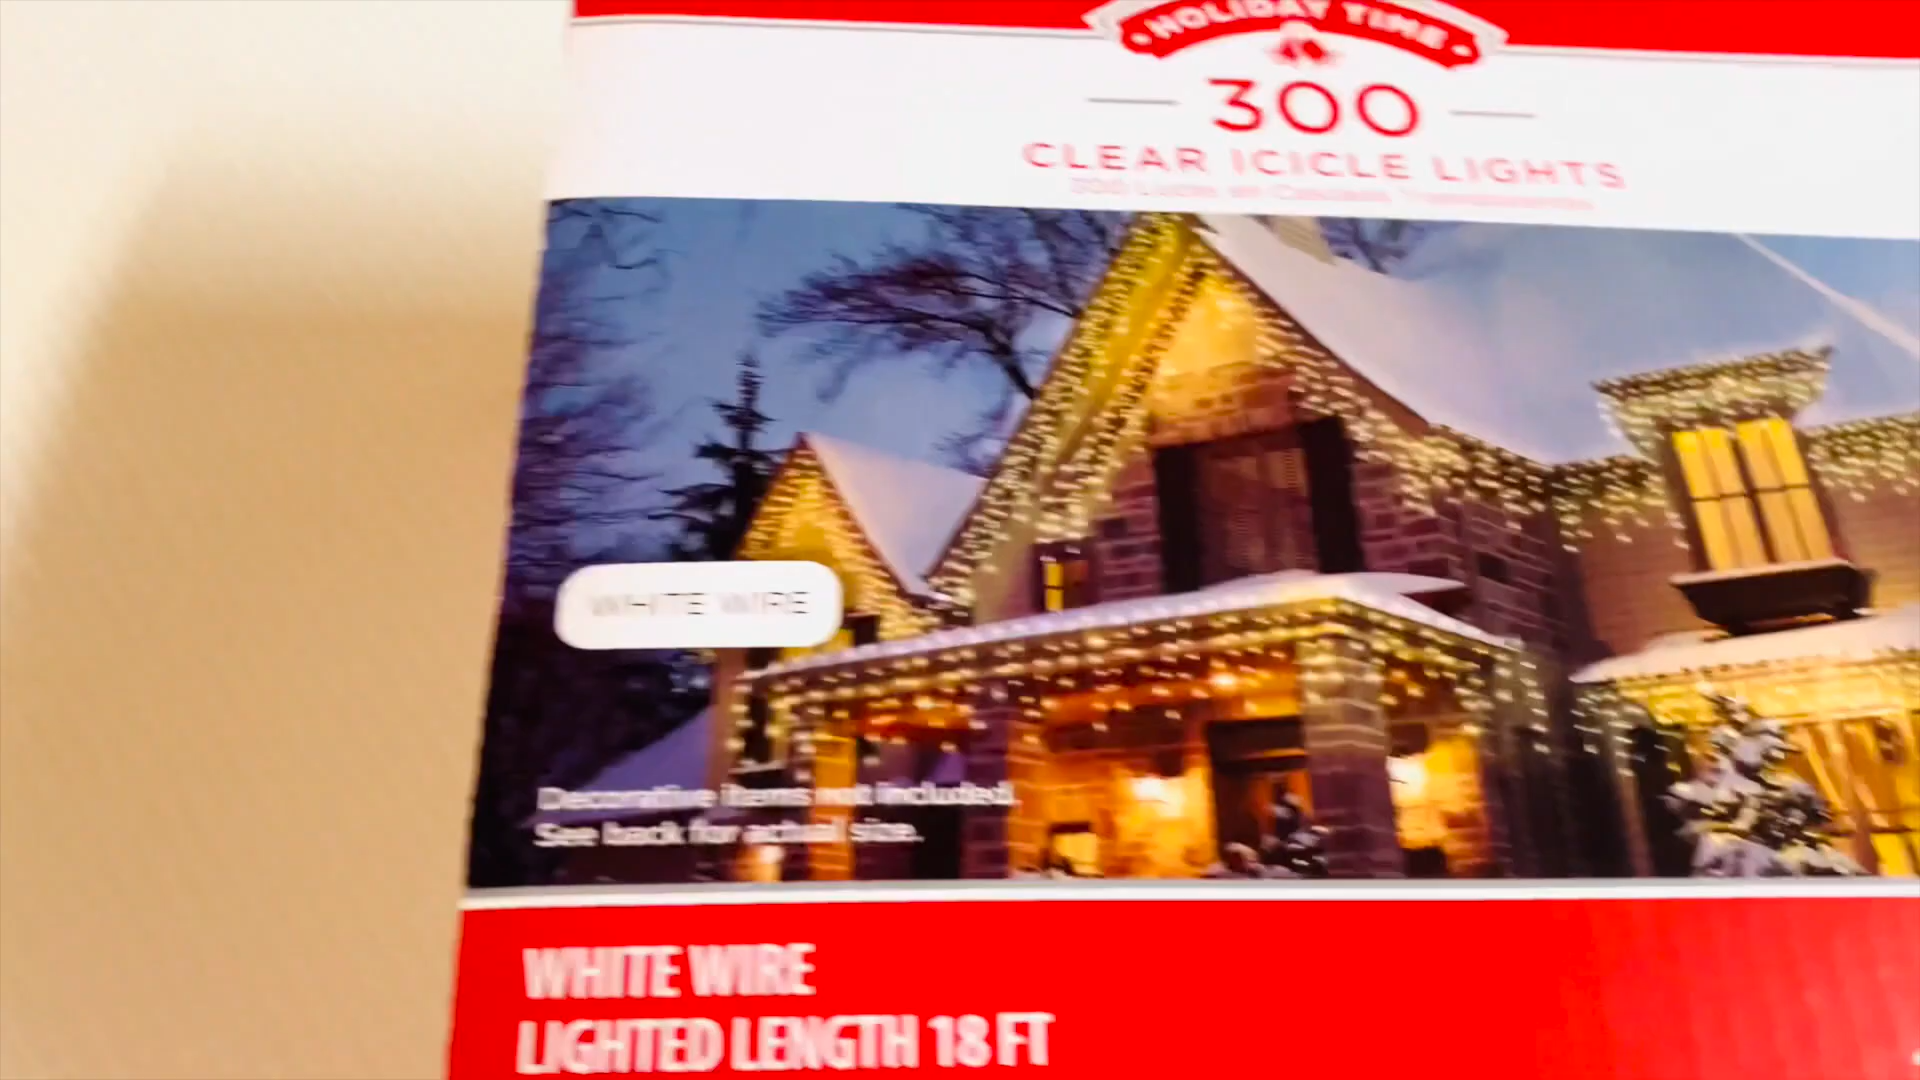 HOLIDAY TIME
300
CLEAR ICICLE LIGHTS
WHITE WIRE
Decorative items not included.
See back for actual size.
WHITE WIRE
LIGHTED LENGTH 18 FT